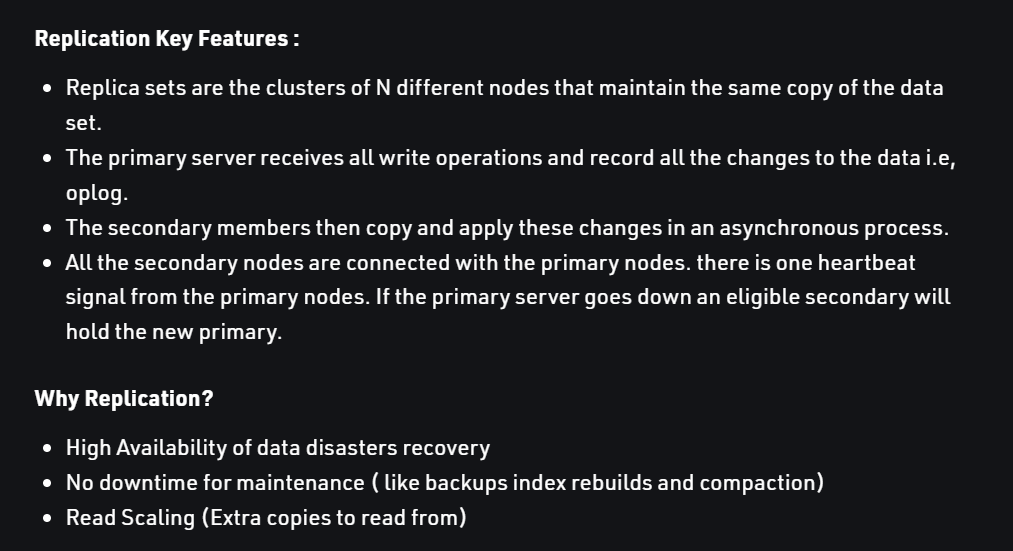 Replication Key Features :
• Replica sets are the clusters of N different nodes that maintain the same copy of the data
set.
• The primary server receives all write operations and record all the changes to the data i.e,
oplog.
• The secondary members then copy and apply these changes in an asynchronous process.
• All the secondary nodes are connected with the primary nodes. there is one heartbeat
signal from the primary nodes. If the primary server goes down an eligible secondary will
hold the new primary.
Why Replication?
• High Availability of data disasters recovery
• No downtime for maintenance ( like backups index rebuilds and compaction)
• Read Scaling (Extra copies to read from)